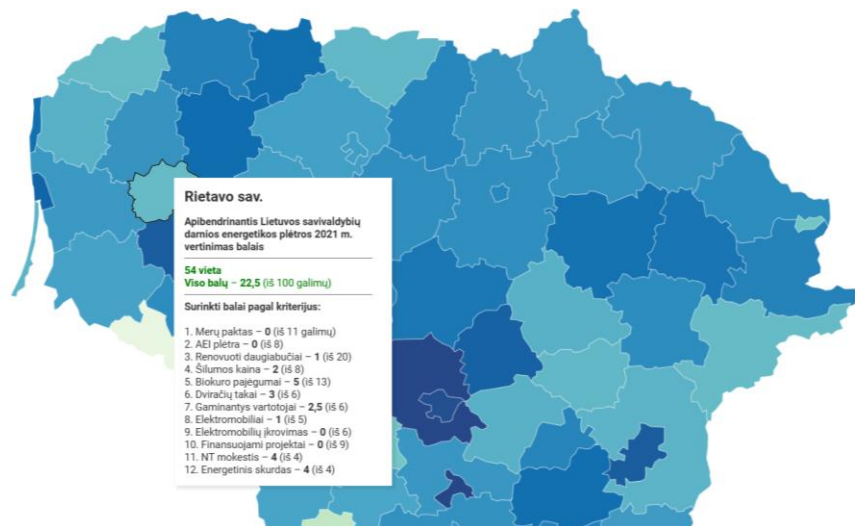 Rietavo sav.
Apibendrinantis Lietuvos savivaldybių
darnios energetikos plėtros 2021 m.
vertinimas balais
54 vieta
Viso balų – 22,5 (iš 100 galimų)
Surinkti balai pagal kriterijus:
1. Merų paktas – 0 (iš 11 galimų)
2. AEI plėtra – 0 (iš 8)
3. Renovuoti daugiabučiai – 1 (iš 20)
4. Šilumos kaina – 2 (iš 8)
5. Biokuro pajėgumai – 5 (iš 13)
6. Dviračių takai – 3 (iš 6)
7. Gaminantys vartotojai – 2,5 (iš 6)
8. Elektromobiliai – 1 (iš 5)
9. Elektromobilių įkrovimas – 0 (iš 6)
10. Finansuojami projektai – 0 (iš 9)
11. NT mokestis – 4 (iš 4)
12. Energetinis skurdas – 4 (iš 4)